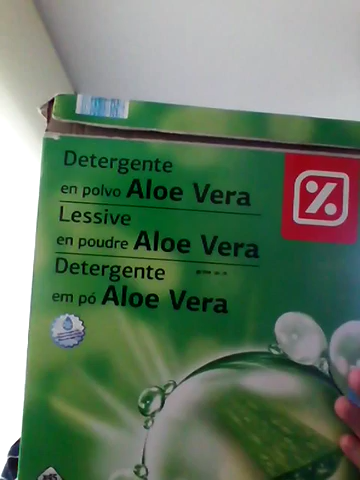 Detergente
en polvo Aloe Vera
Lessive
en poudre Aloe Vera
Detergente
em pó Aloe Vera